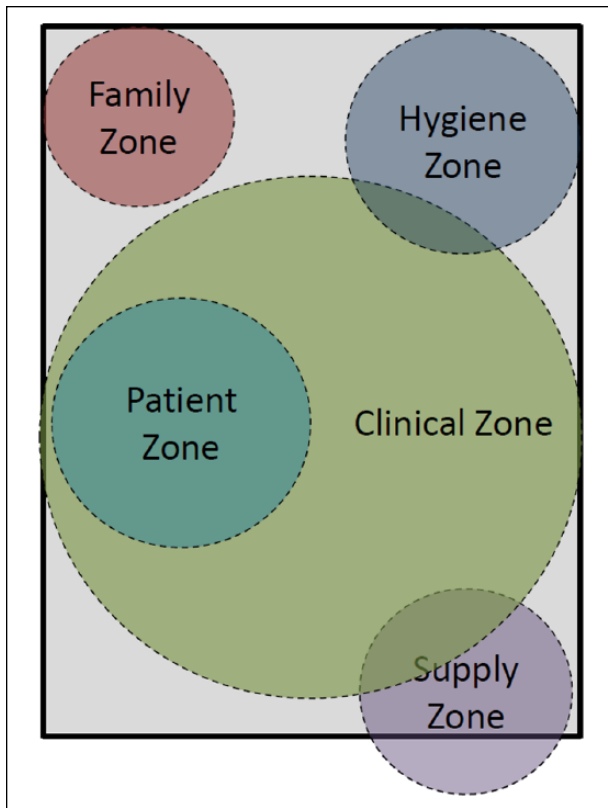 Family
Zone
Hygiene
Zone
Patient
Zone
Clinical Zone
Supply
Zone